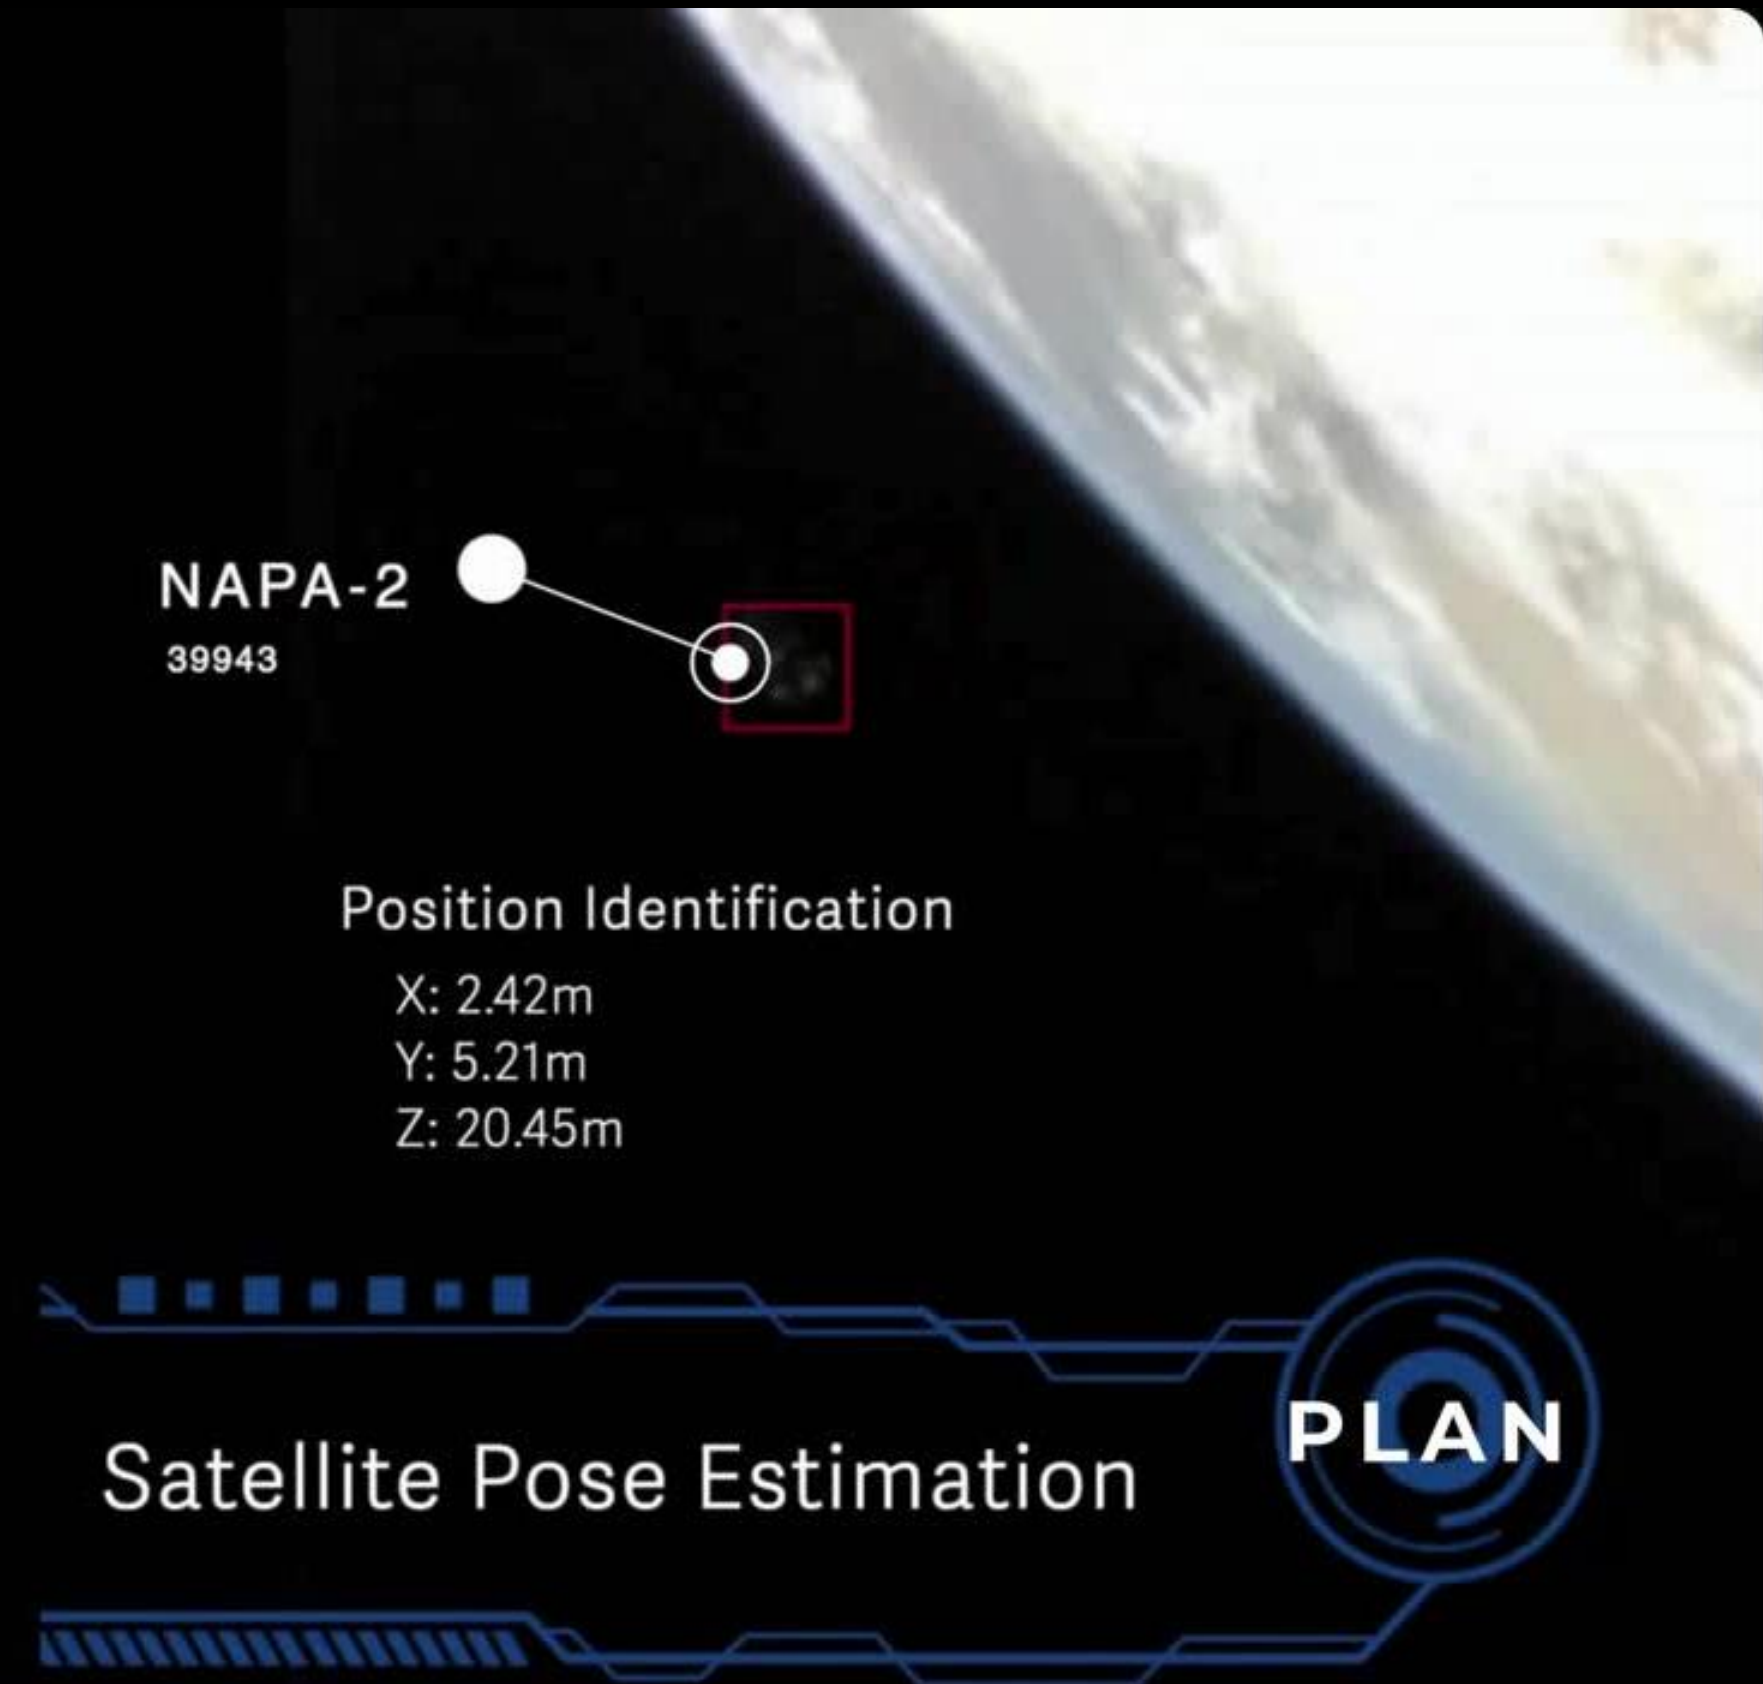 NAPA-2
39943
Position Identification
X: 2.42m
Y: 5.21m
Z: 20.45m
Satellite Pose Estimation
PLAN